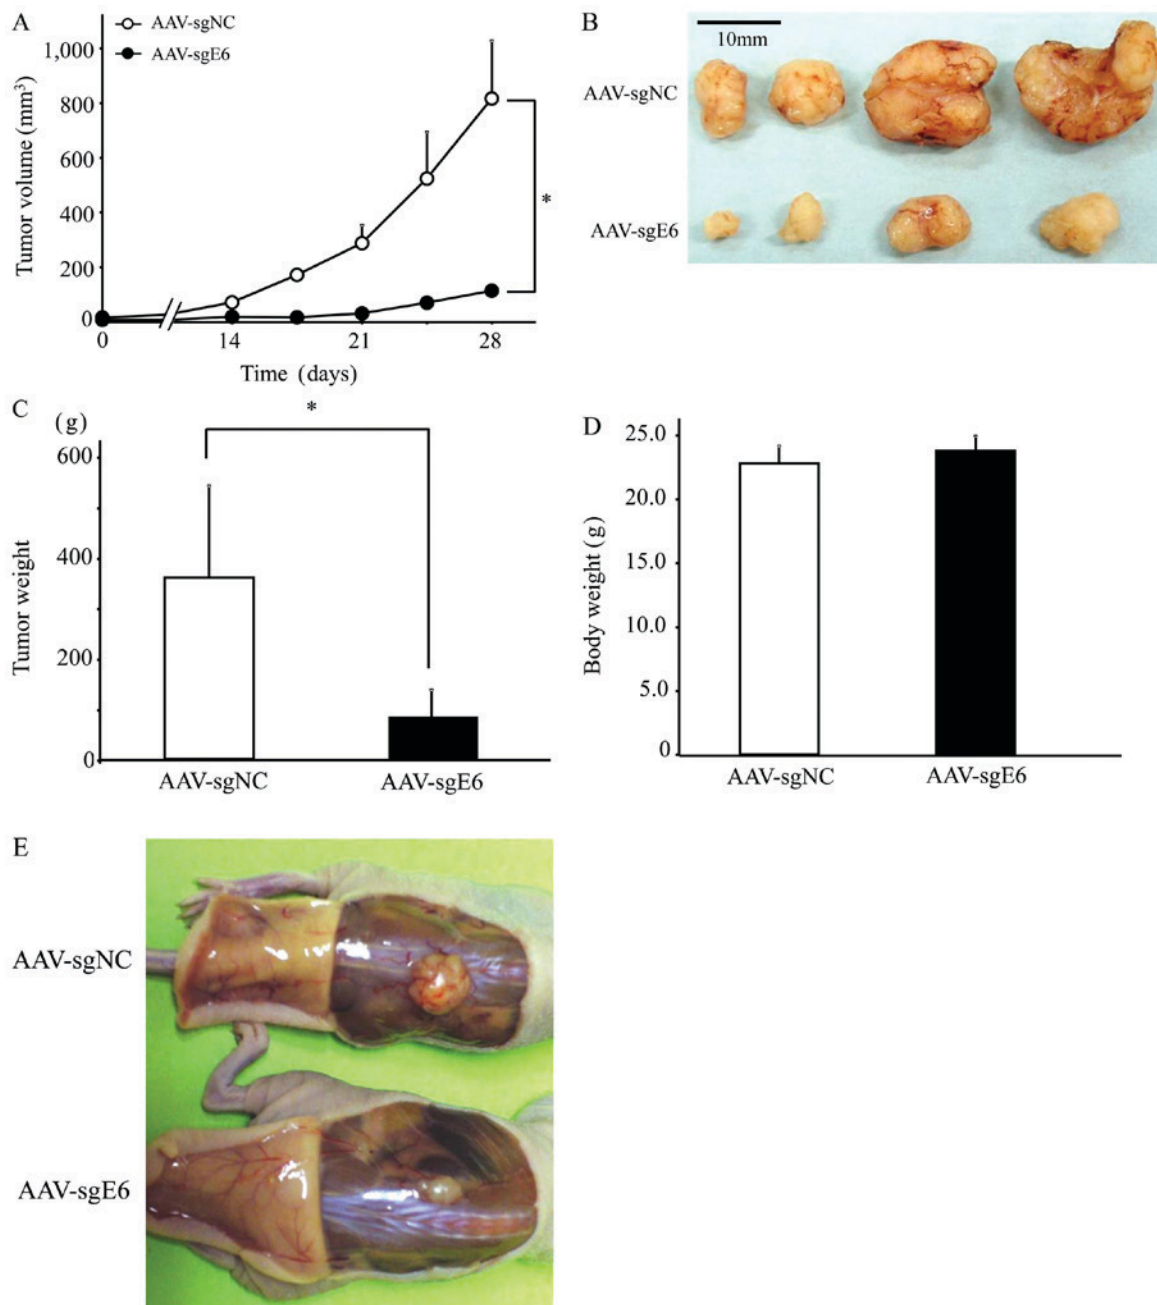 A
AAV-sgNC
AAV-sgE6
Tumor volume (mm³)
1,000
800
600
400
200
0
0 14 21 28
Time (days)
*
B
10mm
AAV-sgNC
AAV-sgE6
C
(g)
*
Tumor weight
600
400
200
0
AAV-sgNC AAV-sgE6
D
Body weight (g)
25.0
20.0
15.0
10.0
5.0
0
AAV-sgNC AAV-sgE6
E
AAV-sgNC
AAV-sgE6